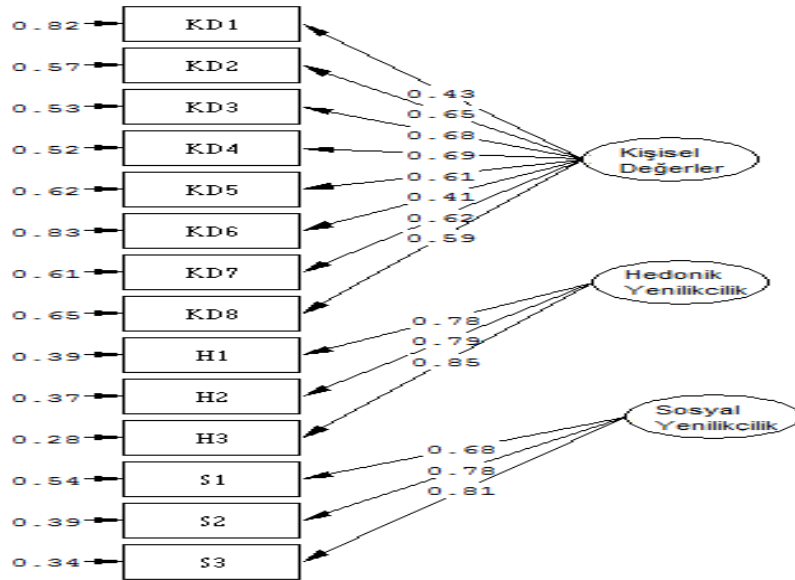 0.82 KD1
0.57 KD2
0.43
0.53 KD3
0.65
0.68
0.52 KD4
0.69
Kişisel
Değerler
0.62 KD5
0.61
0.41
0.83 KD6
0.62
0.59
0.61 KD7
Hedonik
Yenilikcilik
0.65 KD8
0.78
0.79
0.39 H1
0.85
0.37 H2
Sosyal
Yenilikcilik
0.28 H3
0.68
0.54 S1
0.78
0.81
0.39 S2
0.34 S3